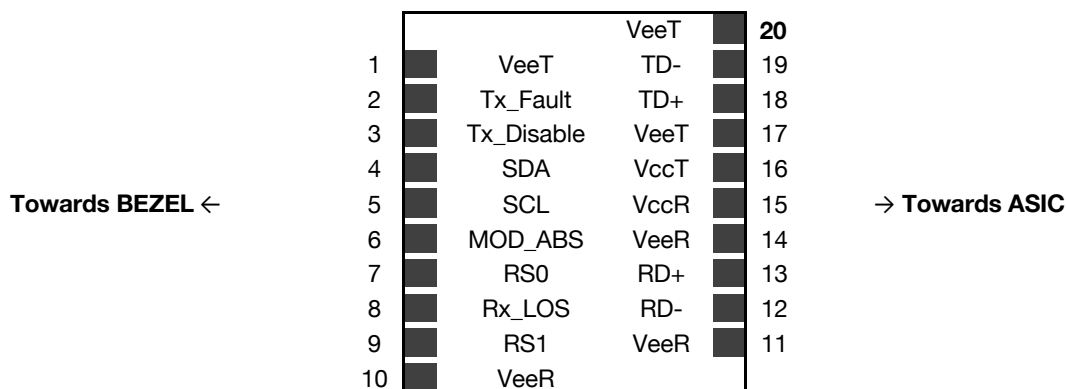 VeeT 20
1 VeeT TD- 19
2 Tx_Fault TD+ 18
3 Tx_Disable VeeT 17
4 SDA VccT 16
Towards BEZEL ← 5 SCL VccR 15 → Towards ASIC
6 MOD_ABS VeeR 14
7 RS0 RD+ 13
8 Rx_LOS RD- 12
9 RS1 VeeR 11
10 VeeR